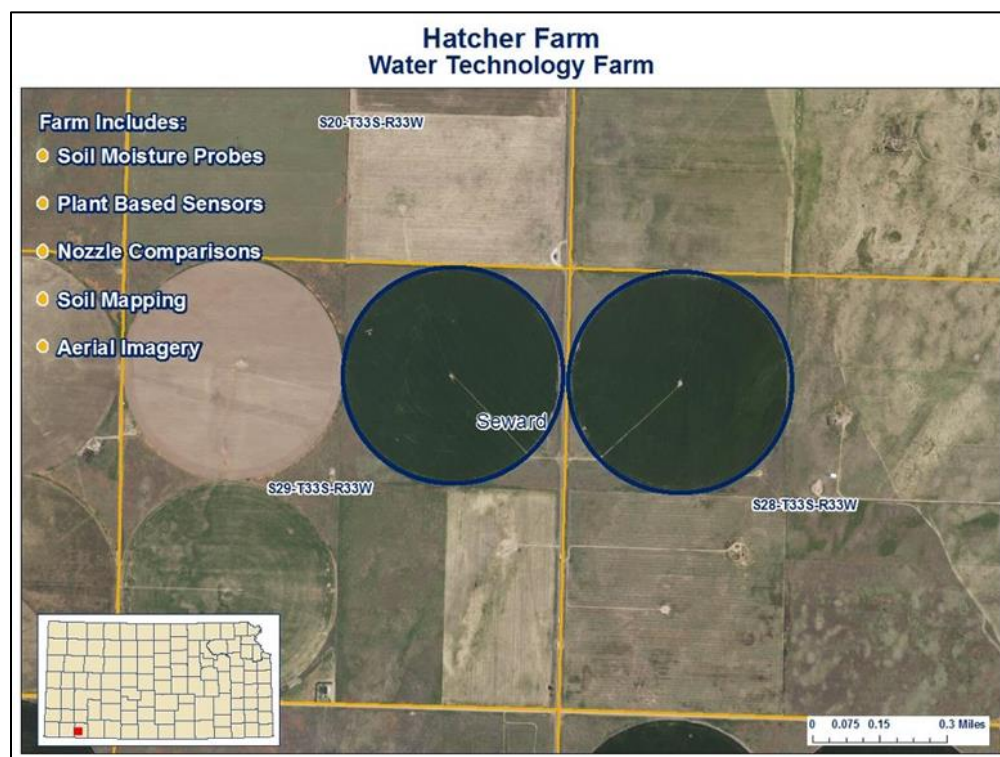 Hatcher Farm
Water Technology Farm
Farm Includes:
S20-T33S-R33W
Soil Moisture Probes
Plant Based Sensors
Nozzle Comparisons
Soil Mapping
Aerial Imagery
Seward
S29-T33S-R33W
S28-T33S-R33W
0 0.075 0.15 0.3 Miles